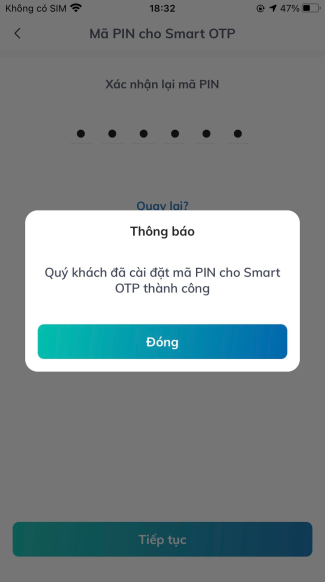 Không có SIM 18:32 47%
Mã PIN cho Smart OTP
Xác nhận lại mã PIN
Quay lại?
Thông báo
Quý khách đã cài đặt mã PIN cho Smart
OTP thành công
Đóng
Tiếp tục